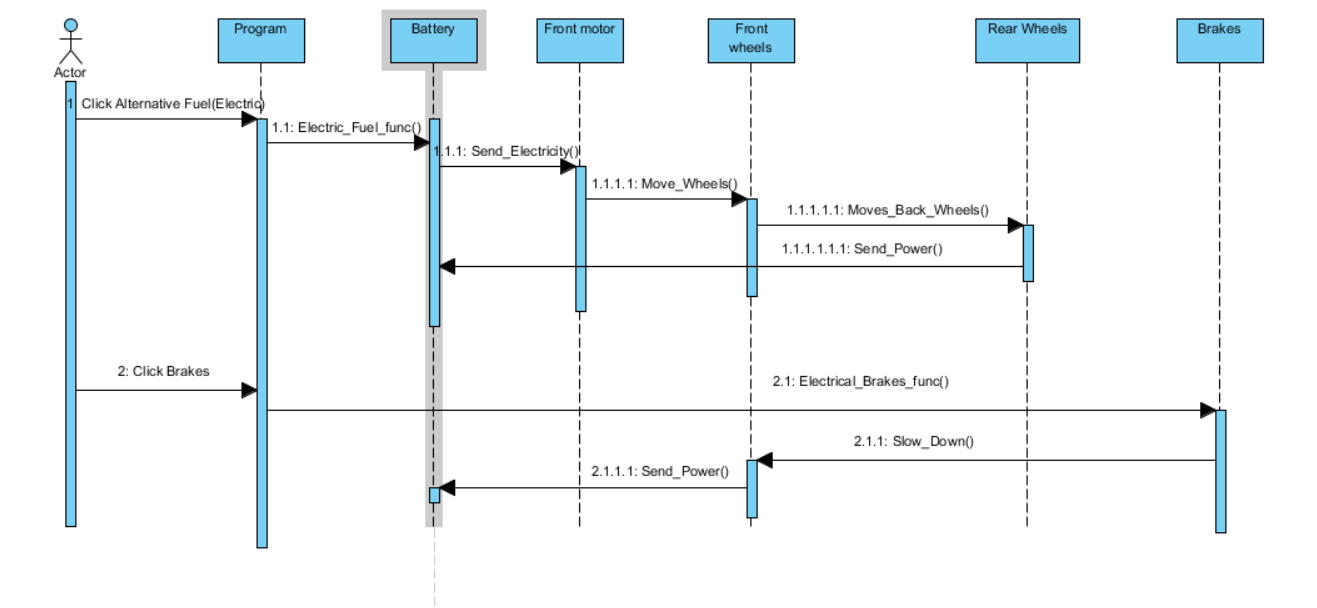 Program
Battery
Front motor
Front
wheels
Rear Wheels
Brakes
Actor
1 Click Alternative Fuel(Electric)
1.1: Electric_Fuel_func()
1.1.1: Send_Electricity()
1.1.1.1: Move_Wheels()
1.1.1.1.1: Moves_Back_Wheels()
1.1.1.1.1.1: Send_Power()
2: Click Brakes
2.1: Electrical_Brakes_func()
2.1.1: Slow_Down()
2.1.1.1: Send_Power()